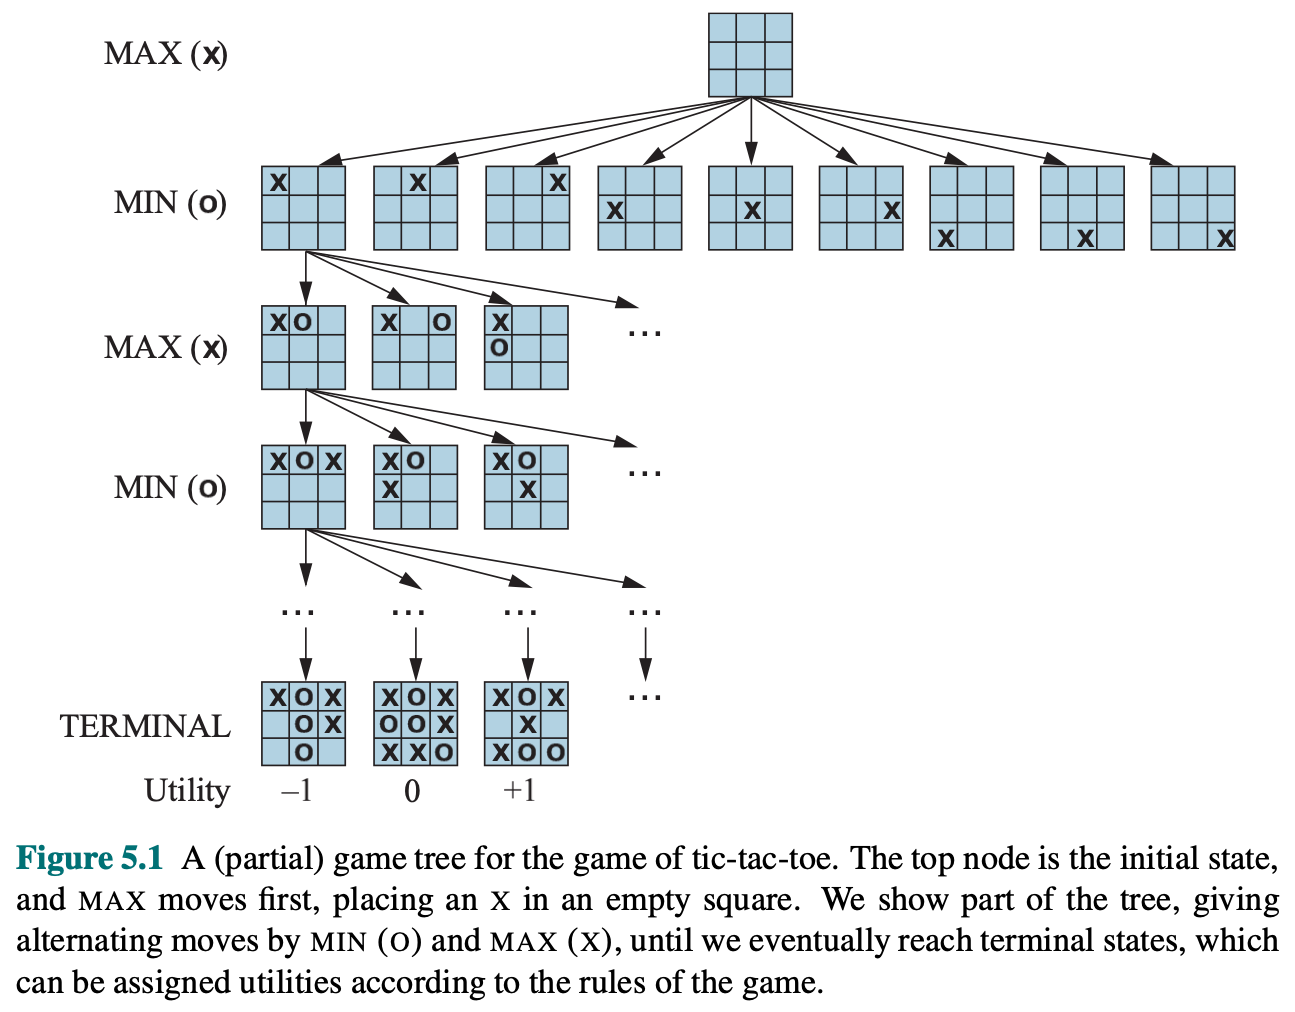 MAX (X)
MIN (O)
X X X X X X X X X
MAX (X)
X O X O X
O
...
MIN (O)
X O X X O X O
X X
...
... ... ... ...
TERMINAL
X O X X O X X O X
O X O O X X
O X X O X O O
...
Utility –1 0 +1
Figure 5.1 A (partial) game tree for the game of tic-tac-toe. The top node is the initial state,
and MAX moves first, placing an X in an empty square. We show part of the tree, giving
alternating moves by MIN (O) and MAX (X), until we eventually reach terminal states, which
can be assigned utilities according to the rules of the game.